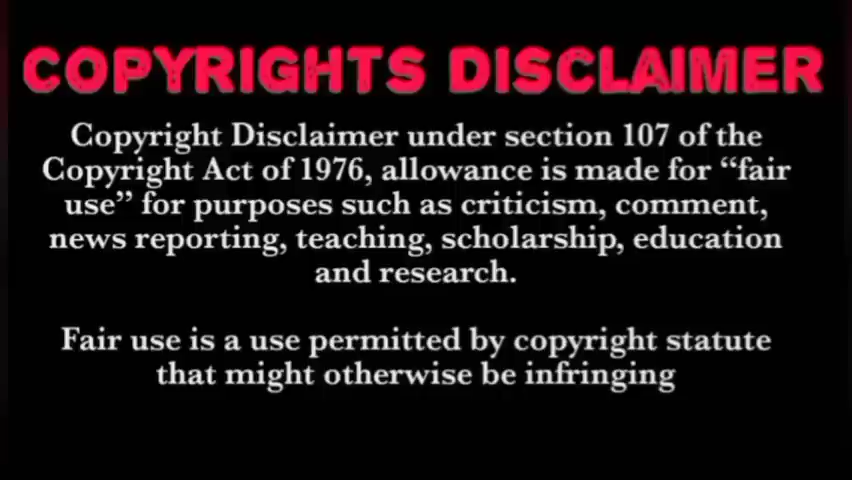 COPYRIGHTS DISCLAIMER
Copyright Disclaimer under section 107 of the
Copyright Act of 1976, allowance is made for “fair
use” for purposes such as criticism, comment,
news reporting, teaching, scholarship, education
and research.
Fair use is a use permitted by copyright statute
that might otherwise be infringing